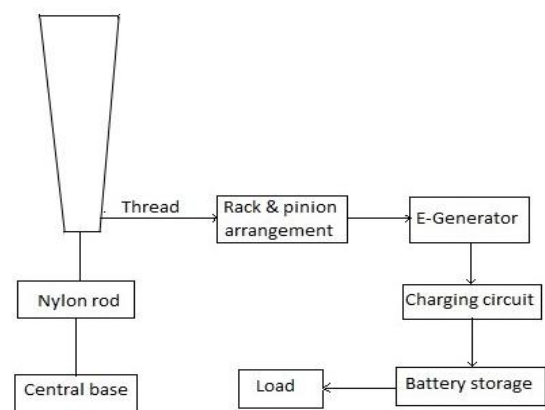 Thread
Rack & pinion
arrangement
E-Generator
Nylon rod
Charging circuit
Central base
Load
Battery storage